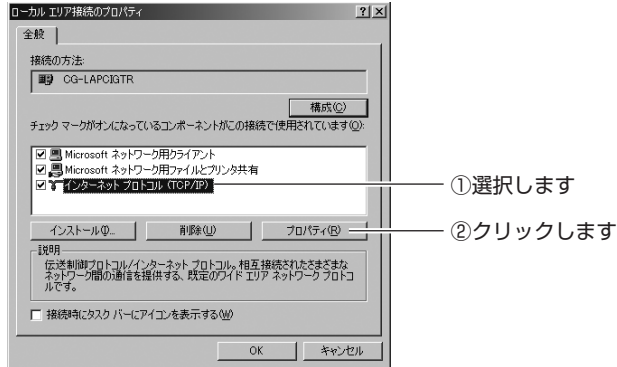 ローカル エリア接続のプロパティ
全般
接続の方法:
CG-LAPCIGTR
構成(C)
チェック マークがオンになっているコンポーネントがこの接続で使用されています(O):
Microsoft ネットワーク用クライアント
Microsoft ネットワーク用ファイルとプリンタ共有
インターネット プロトコル (TCP/IP)
①選択します
インストール(I)... 削除(U) プロパティ(R)
②クリックします
説明
伝送制御プロトコル/インターネット プロトコル。相互接続されたさまざまな
ネットワーク間の通信を提供する、既定のワイド エリア ネットワーク プロトコ
ルです。
接続時にタスク バーにアイコンを表示する(W)
OK キャンセル